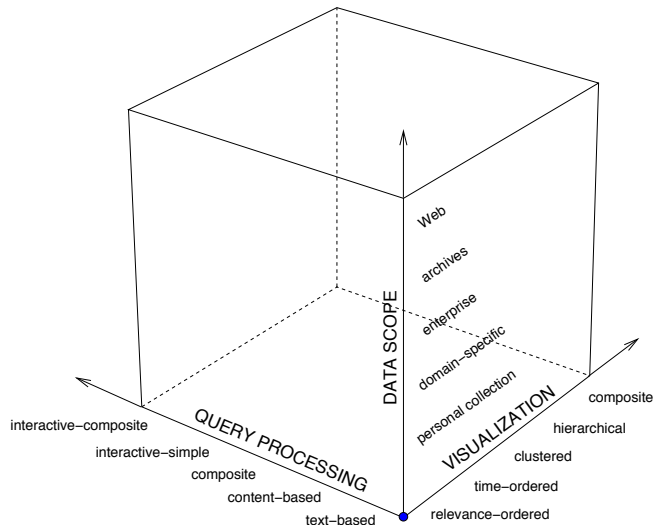 Web
archives
enterprise
domain-specific
personal collection
DATA SCOPE
VISUALIZATION
composite
hierarchical
clustered
time-ordered
relevance-ordered
QUERY PROCESSING
interactive-composite
interactive-simple
composite
content-based
text-based